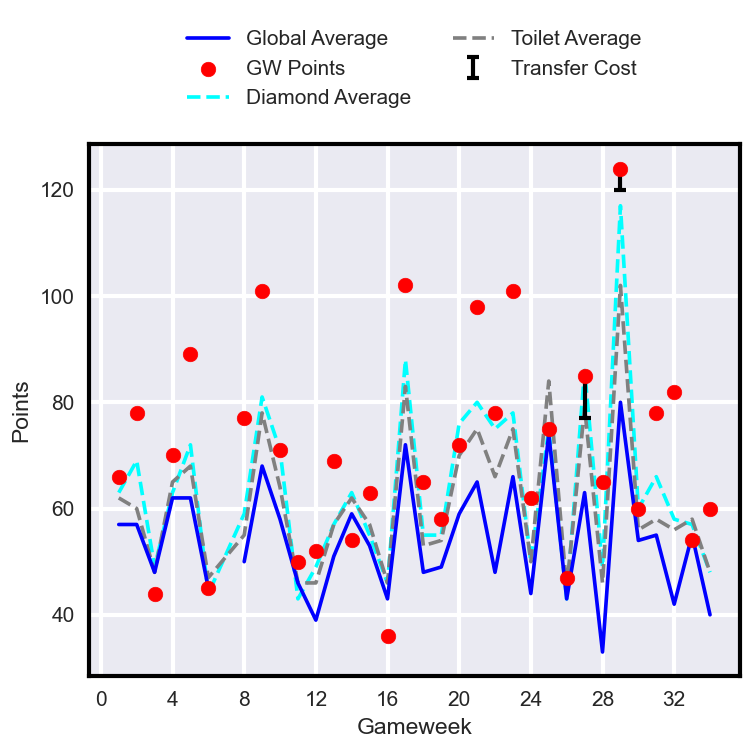 Global Average
GW Points
Diamond Average
Toilet Average
Transfer Cost
Points
120
100
80
60
40
0 4 8 12 16 20 24 28 32
Gameweek